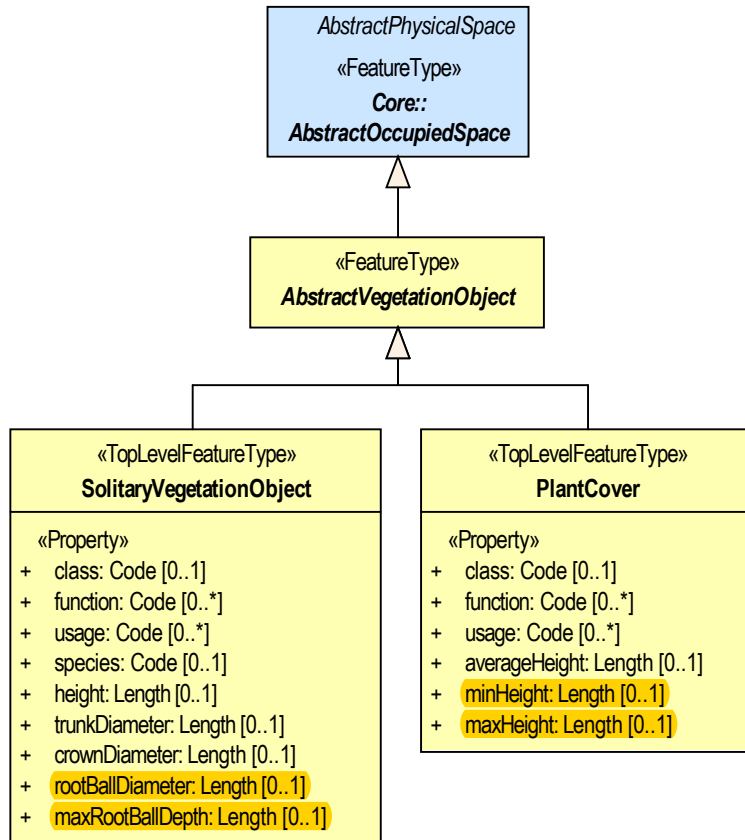 AbstractPhysicalSpace
«FeatureType»
Core::
AbstractOccupiedSpace
«FeatureType»
AbstractVegetationObject
«TopLevelFeatureType»
SolitaryVegetationObject
«Property»
+ class: Code [0..1]
+ function: Code [0..*]
+ usage: Code [0..*]
+ species: Code [0..1]
+ height: Length [0..1]
+ trunkDiameter: Length [0..1]
+ crownDiameter: Length [0..1]
+ rootBallDiameter: Length [0..1]
+ maxRootBallDepth: Length [0..1]
«TopLevelFeatureType»
PlantCover
«Property»
+ class: Code [0..1]
+ function: Code [0..*]
+ usage: Code [0..*]
+ averageHeight: Length [0..1]
+ minHeight: Length [0..1]
+ maxHeight: Length [0..1]